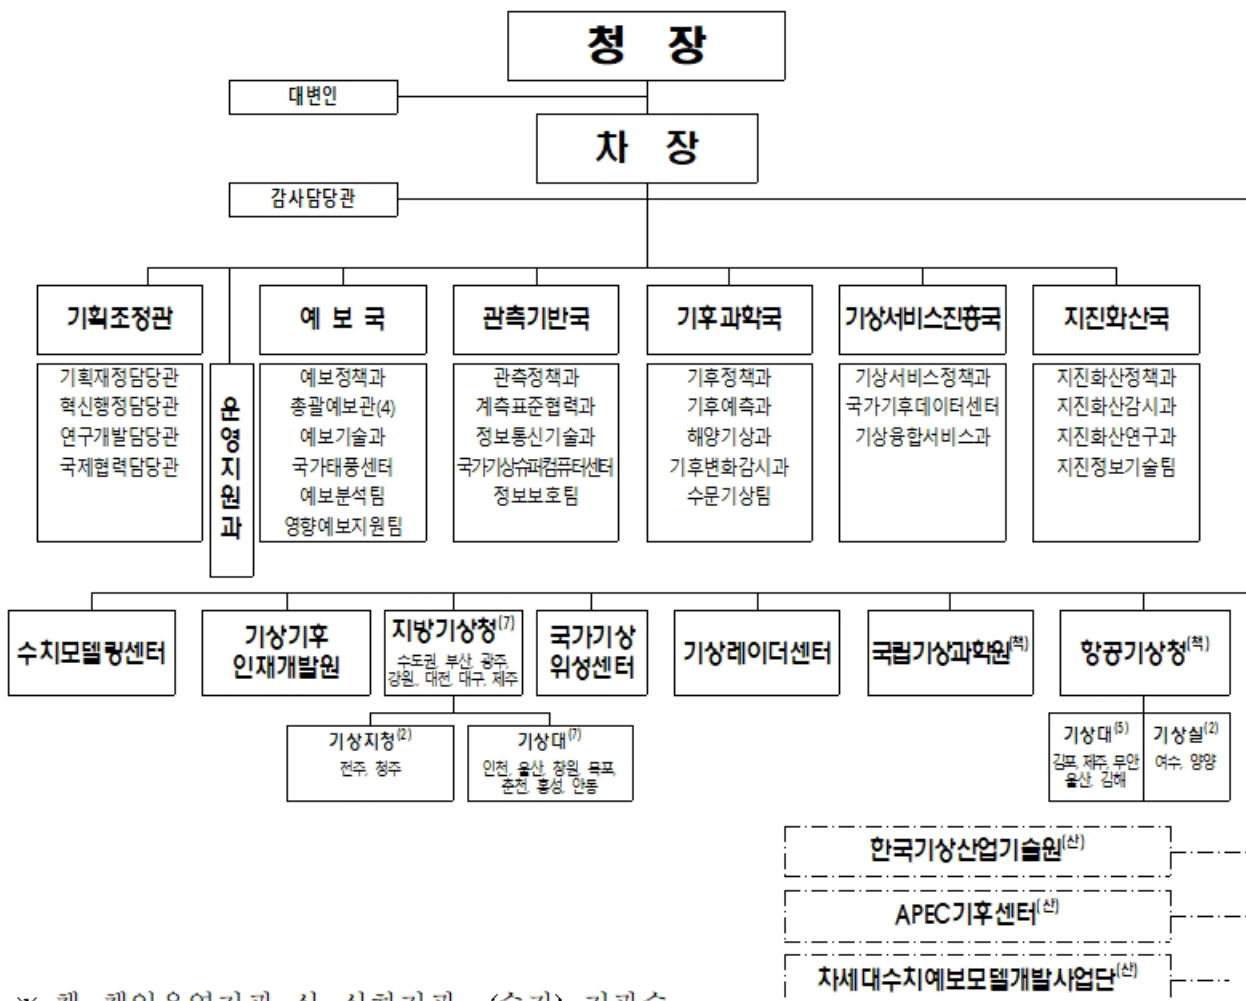 청 장
대변인
차 장
감사담당관
기획조정관
예 보 국
관측기반국
기후과학국
기상서비스진흥국
지진화산국
기획재정담당관
혁신행정담당관
연구개발담당관
국제협력담당관
운영지원과
예보정책과
총괄예보관(4)
예보기술과
국가태풍센터
예보분석팀
영향예보지원팀
관측정책과
계측표준협력과
정보통신기술과
국가기상슈퍼컴퓨터센터
정보보호팀
기후정책과
기후예측과
해양기상과
기후변화감시과
수문기상팀
기상서비스정책과
국가기후데이터센터
기상융합서비스과
지진화산정책과
지진화산감시과
지진화산연구과
지진정보기술팀
수치모델링센터
기상기후
인재개발원
지방기상청(7)
수도권, 부산, 광주,
강원,, 대전, 대구, 제주
국가기상
위성센터
기상레이더센터
국립기상과학원(책)
항공기상청(책)
기상지청(2)
전주, 청주
기상대(7)
인천, 울산, 창원, 목포,
춘천, 홍성, 안동
기상대(5)
김포, 제주, 무안
울산, 김해
기상실(2)
여수, 양양
한국기상산업기술원(산)
APEC기후센터(산)
차세대수치예보모델개발사업단(산)